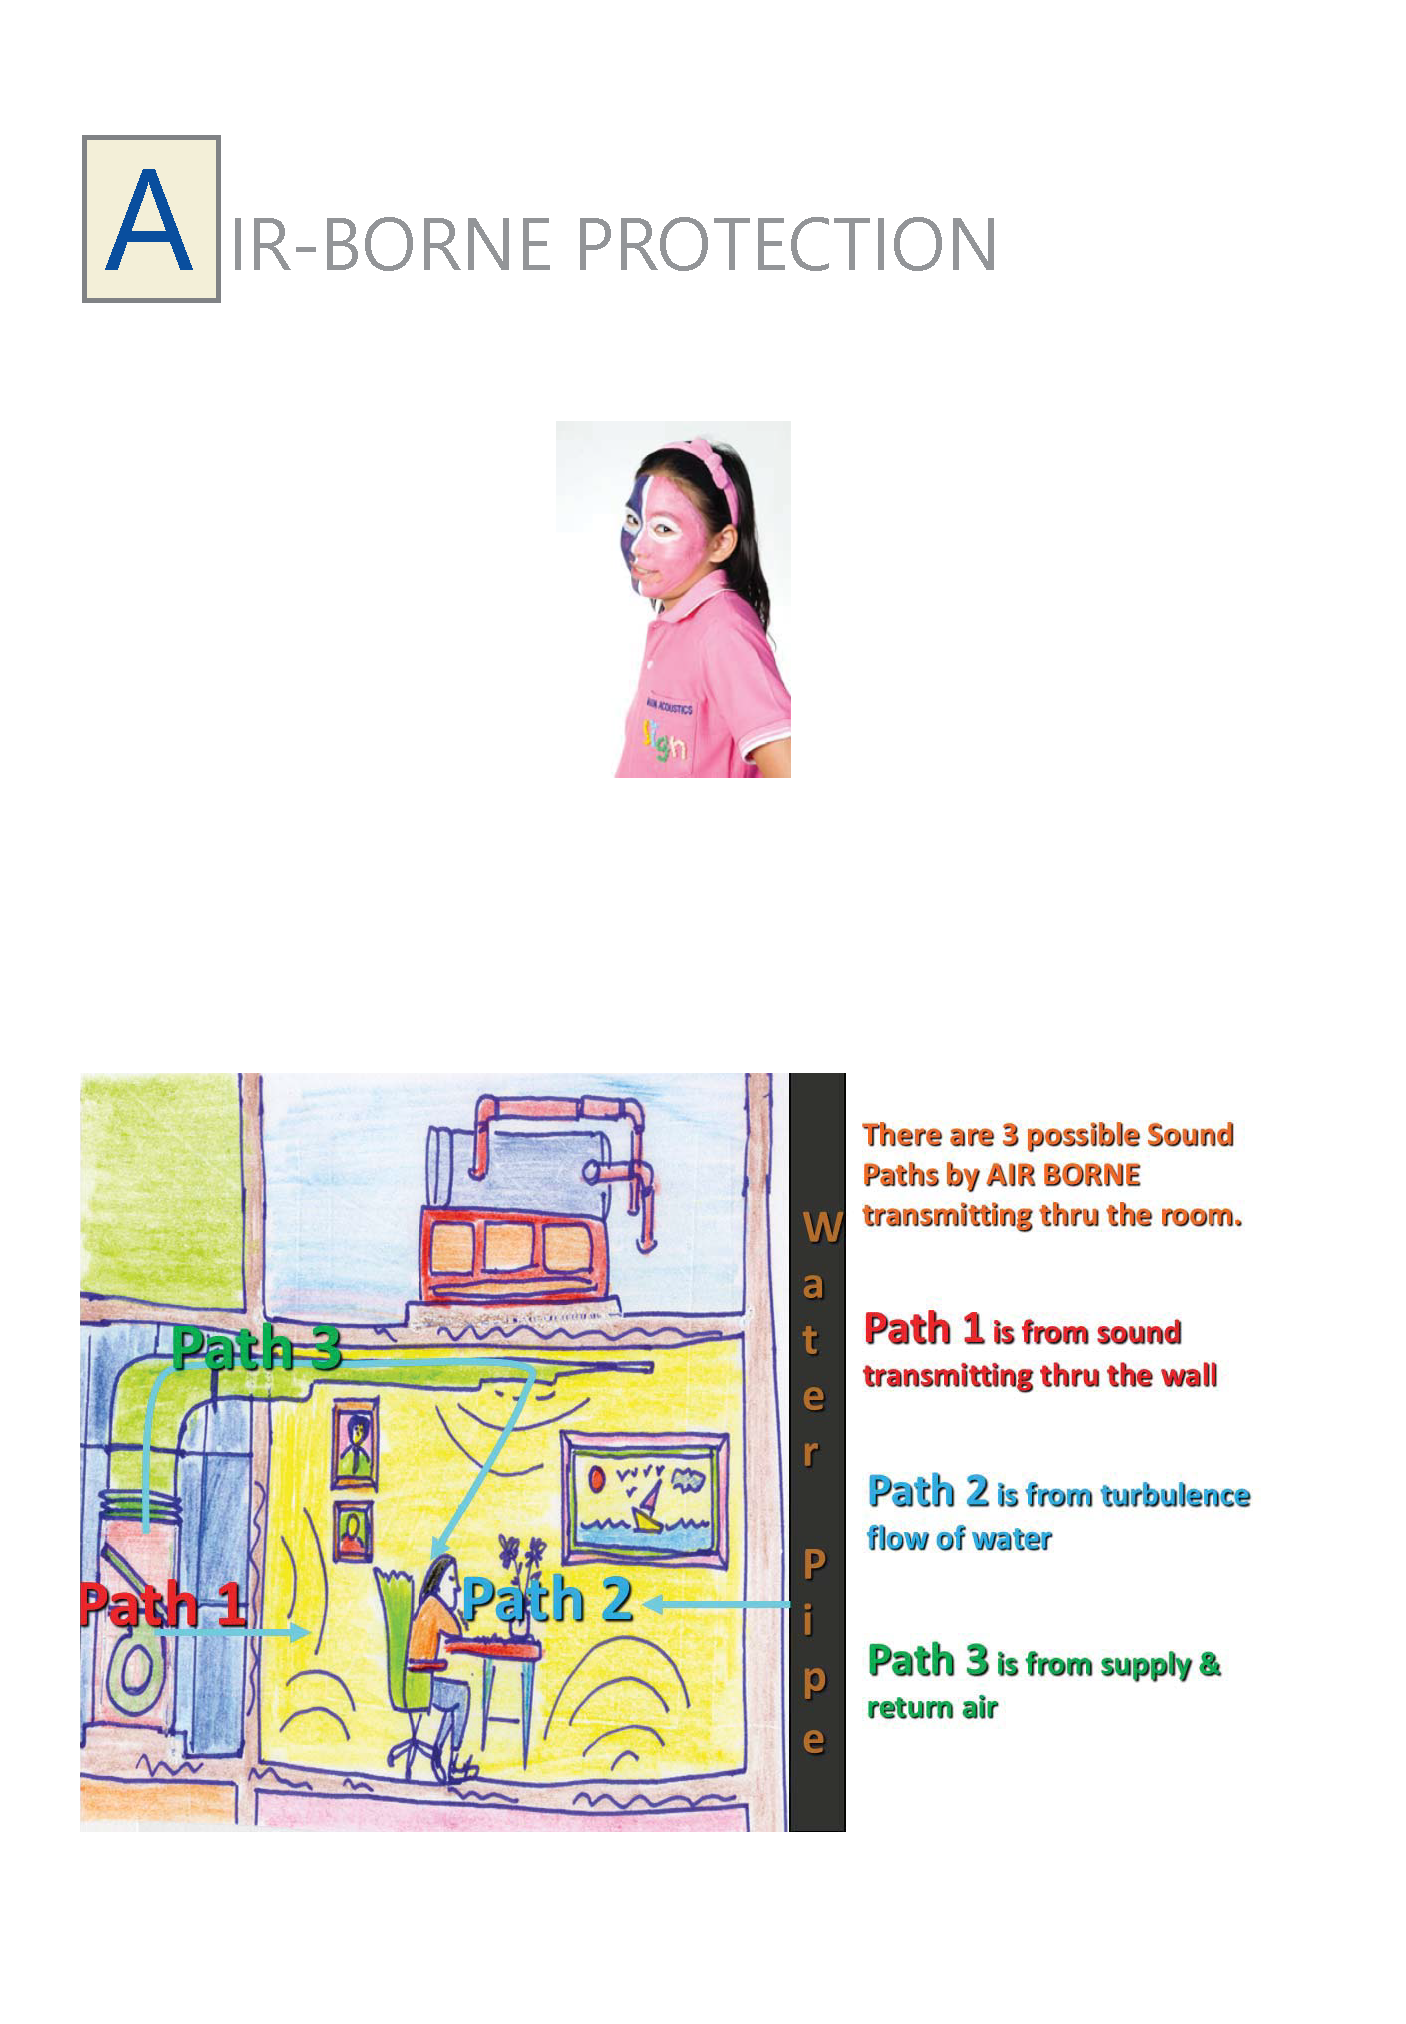 AIR-BORNE PROTECTION
ACOUSTICS
sign
There are 3 possible Sound
Paths by AIR BORNE
transmitting thru the room.
Water Pipe
Path 3
Path 1 is from sound
transmitting thru the wall
Path 2 is from turbulence
flow of water
Path 1
Path 2
Path 3 is from supply &
return air